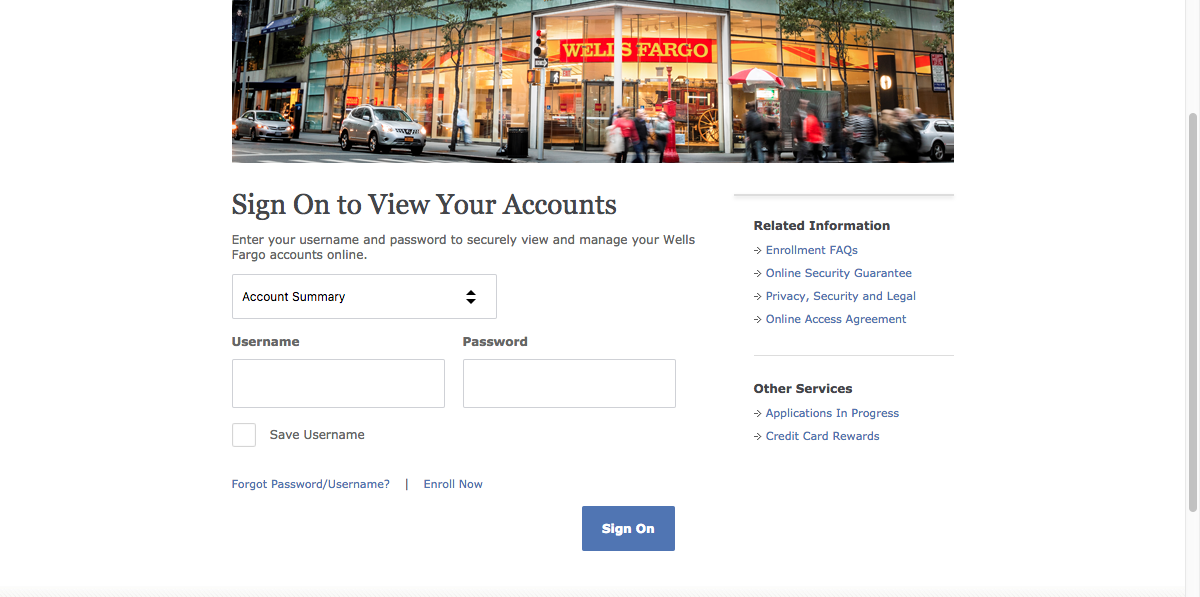 WELLS FARGO
Sign On to View Your Accounts
Enter your username and password to securely view and manage your Wells
Fargo accounts online.
Account Summary
Username
Password
Save Username
Forgot Password/Username? | Enroll Now
Sign On
Related Information
Enrollment FAQs
Online Security Guarantee
Privacy, Security and Legal
Online Access Agreement
Other Services
Applications In Progress
Credit Card Rewards